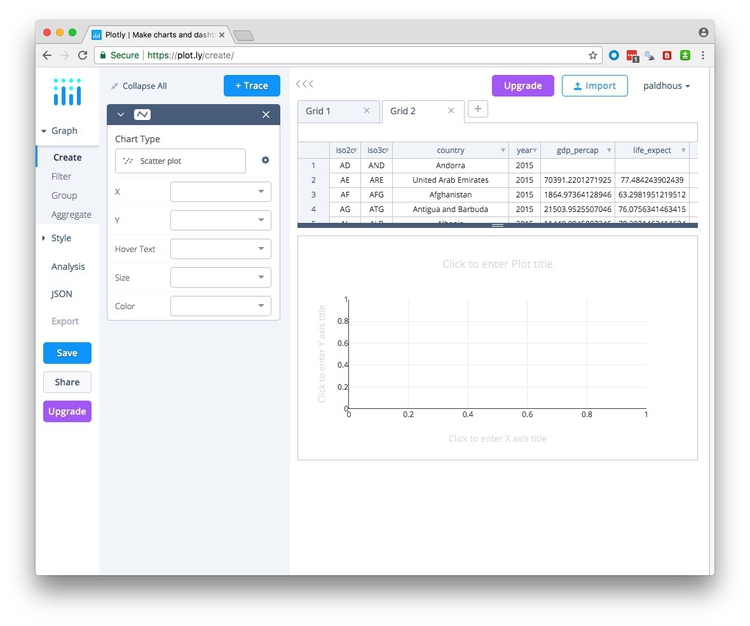 Plotly | Make charts and dashb
Secure | https://plot.ly/create/
1
Graph
Create
Filter
Group
Aggregate
Style
Analysis
JSON
Export
Save
Share
Upgrade
Collapse All
+ Trace
Chart Type
Scatter plot
X
Y
Hover Text
Size
Color
Upgrade
Import
paldhous
Grid 1
Grid 2
+
iso2c iso3c country year gdp_percap life_expect
1 AD AND Andorra 2015
2 AE ARE United Arab Emirates 2015 70391.2201271925 77.484243902439
3 AF AFG Afghanistan 2015 1864.97364128946 63.2981951219512
4 AG ATG Antigua and Barbuda 2015 21503.9525507046 76.0756341463415
Click to enter Plot title
Click to enter Y axis title
1
0.8
0.6
0.4
0.2
0
0 0.2 0.4 0.6 0.8 1
Click to enter X axis title